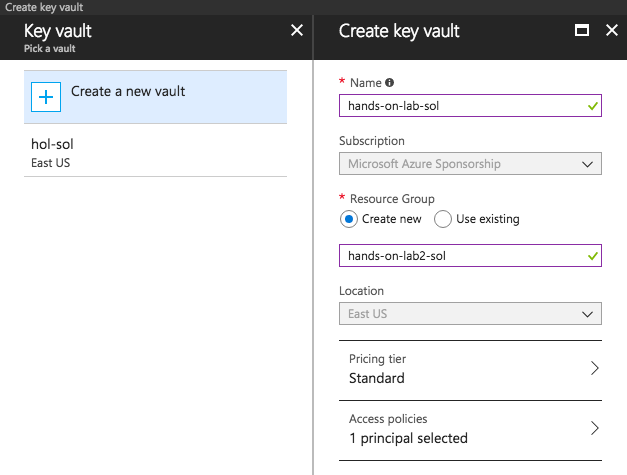 Create key vault
Key vault
Pick a vault
Create a new vault
hol-sol
East US
Create key vault
* Name
hands-on-lab-sol
Subscription
Microsoft Azure Sponsorship
* Resource Group
Create new Use existing
hands-on-lab2-sol
Location
East US
Pricing tier
Standard
Access policies
1 principal selected